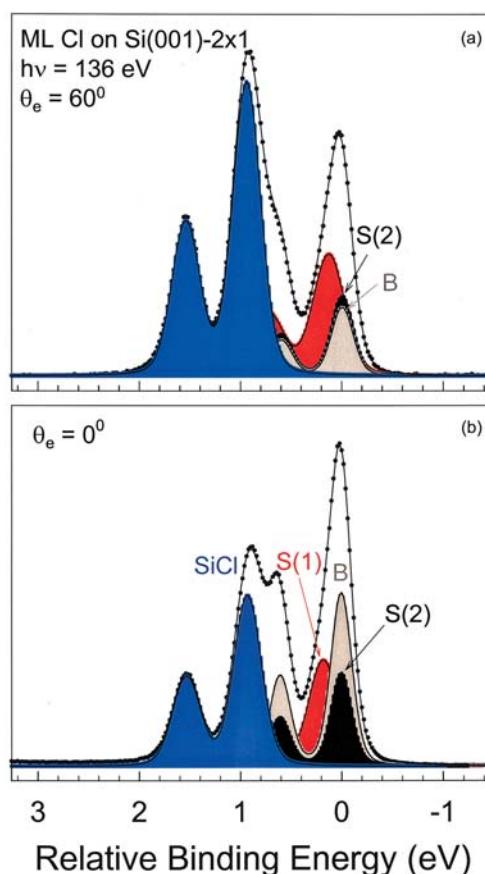 ML Cl on Si(001)-2x1
(a)
hν = 136 eV
θe = 60⁰
S(2)
B
θe = 0⁰
(b)
SiCl
S(1)
B
S(2)
3 2 1 0 -1
Relative Binding Energy (eV)